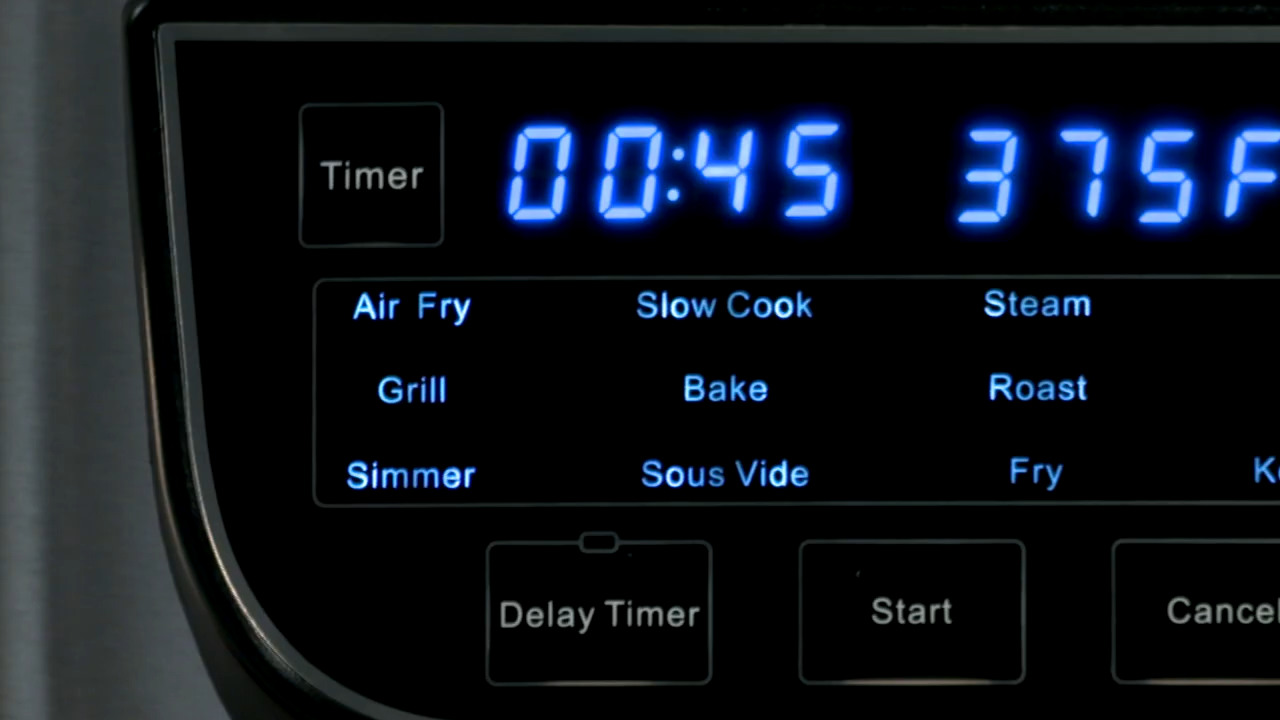 Timer 00:45 375F
Air Fry Slow Cook Steam
Grill Bake Roast
Simmer Sous Vide Fry
Delay Timer Start Cancel